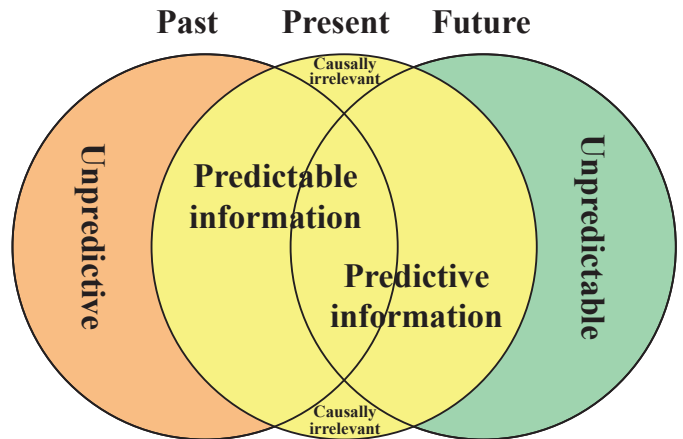 Past Present Future
Causally
irrelevant
Unpredictive
Predictable
information
Predictive
information
Unpredictable
Causally
irrelevant